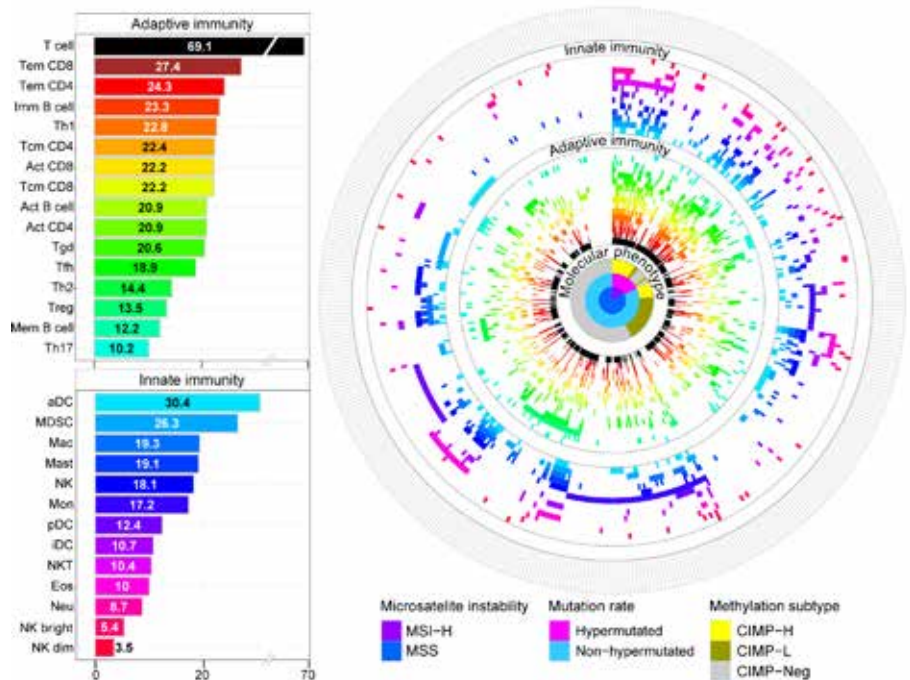 Adaptive immunity
T cell 69.1
Tem CD8 27.4
Tem CD4 24.3
Imm B cell 23.3
Th1 22.8
Tcm CD4 22.4
Act CD8 22.2
Tcm CD8 22.2
Act B cell 20.9
Act CD4 20.9
Tgd 20.6
Tfh 18.9
Th2 14.4
Treg 13.5
Mem B cell 12.2
Th17 10.2
0 20 70
Innate immunity
aDC 30.4
MDSC 26.3
Mac 19.3
Mast 19.1
NK 18.1
Mon 17.2
pDC 12.4
iDC 10.7
NKT 10.4
Eos 10
Neu 8.7
NK bright 5.4
NK dim 3.5
0 20 70
Innate immunity
Adaptive immunity
Molecular phenotype
Microsatelite instability
MSI-H
MSS
Mutation rate
Hypermutated
Non-hypermutated
Methylation subtype
CIMP-H
CIMP-L
CIMP-Neg